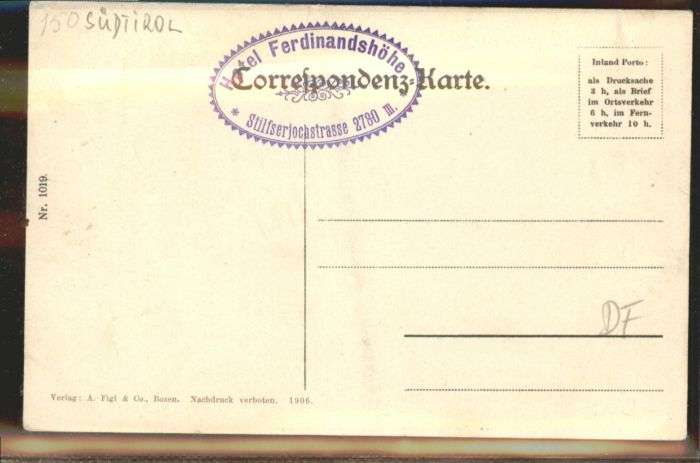 150 SÜDTIROL
Hotel Ferdinandshöhe
Correspondenz-Karte.
* Stilfserjochstrasse 2760 m. *
Inland Porto:
als Drucksache
3 h, als Brief
im Ortsverkehr
6 h, im Fern-
verkehr 10 h.
Nr. 1019.
DF
Verlag: A. Figl & Co., Bozen. Nachdruck verboten. 1906.